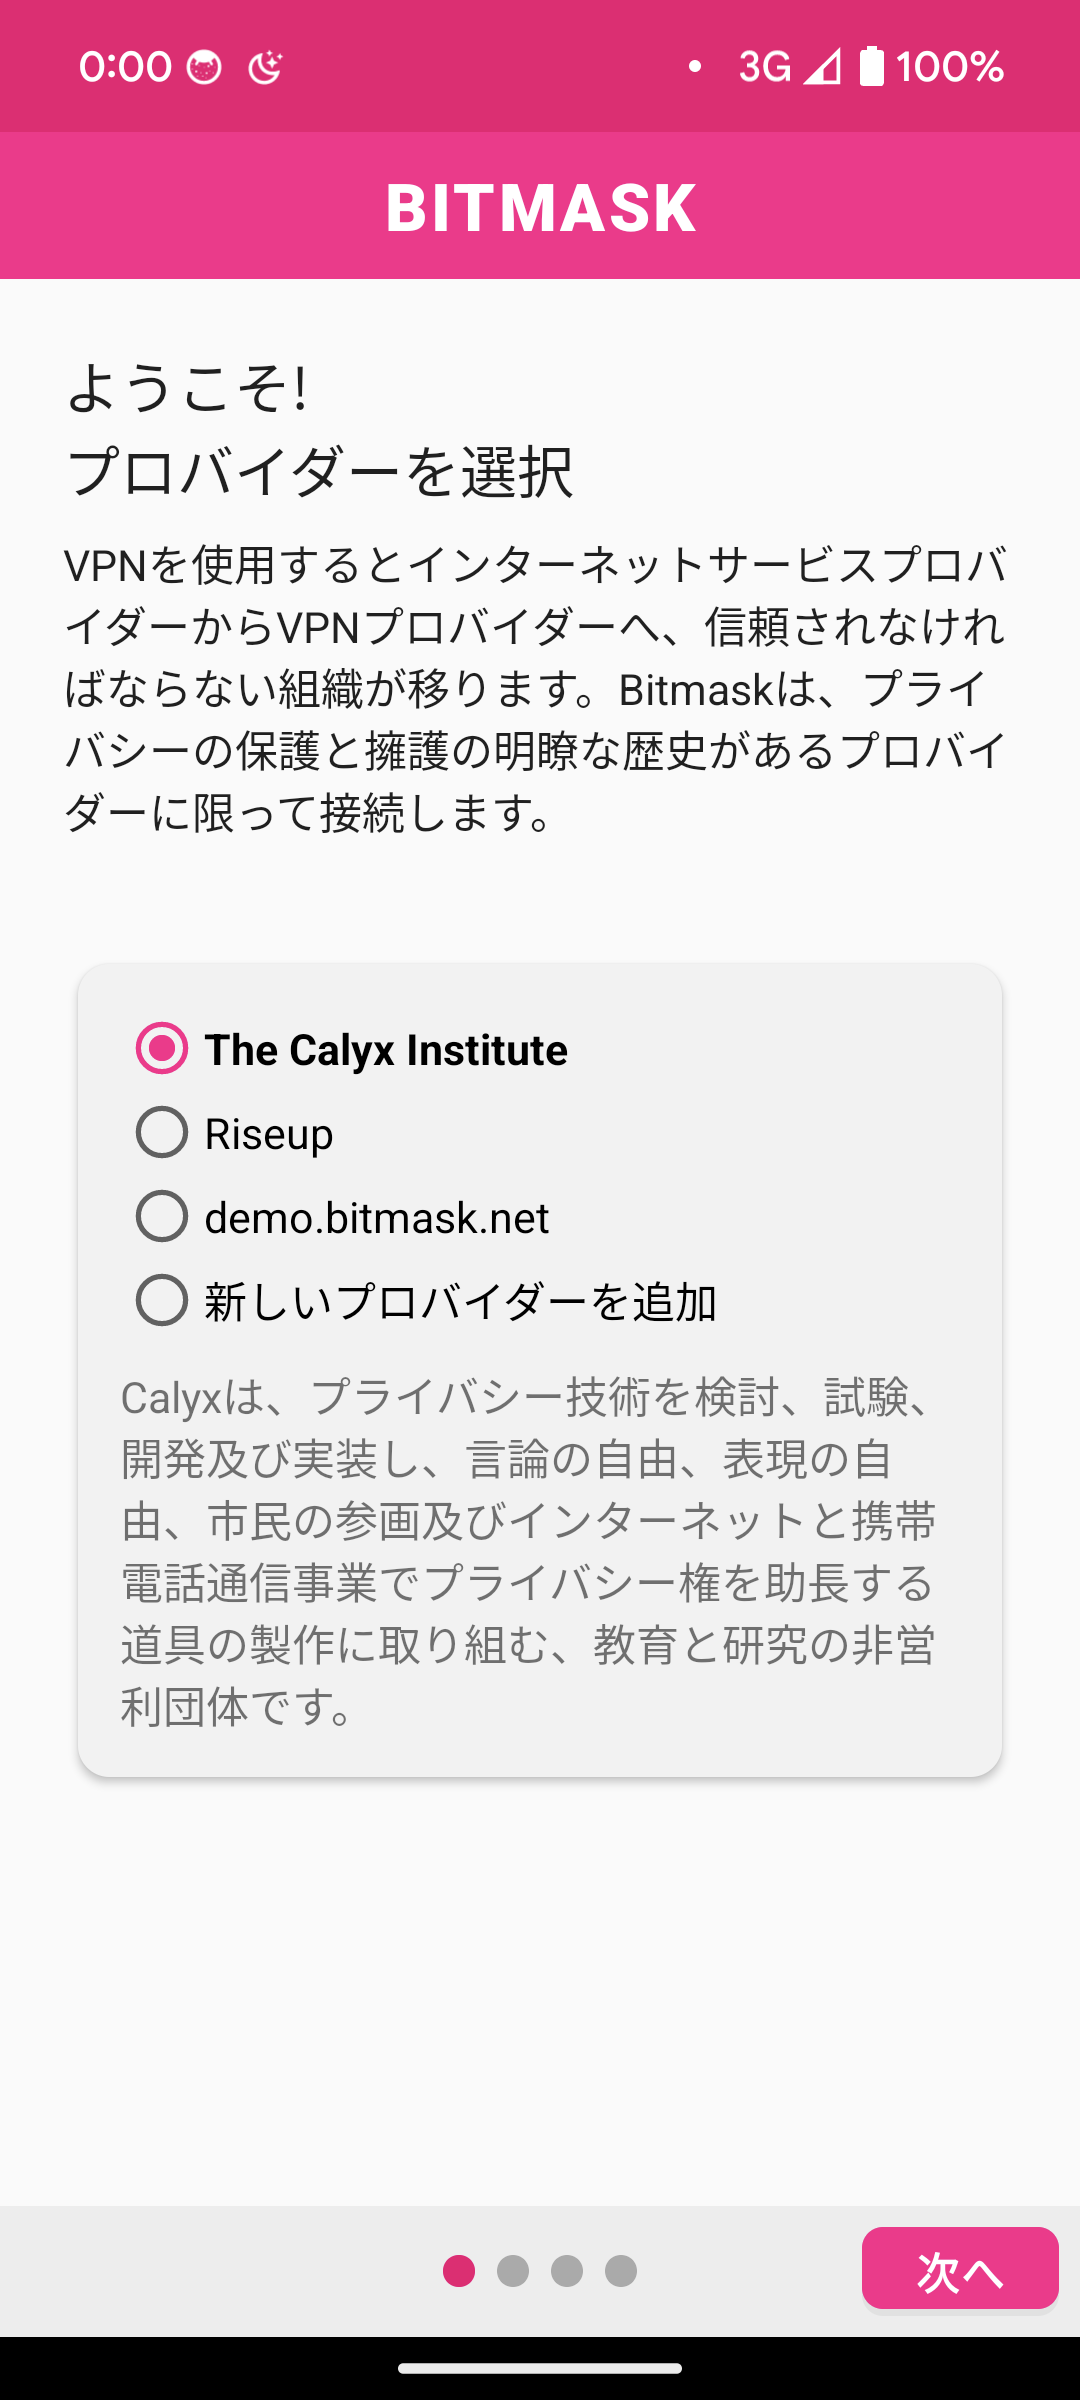 0:00
3G
100%
BITMASK
ようこそ!
プロバイダーを選択
VPNを使用するとインターネットサービスプロバ
イダーからVPNプロバイダーへ、信頼されなけれ
ばならない組織が移ります。Bitmaskは、プライ
バシーの保護と擁護の明瞭な歴史があるプロバイ
ダーに限って接続します。
The Calyx Institute
Riseup
demo.bitmask.net
新しいプロバイダーを追加
Calyxは、プライバシー技術を検討、試験、
開発及び実装し、言論の自由、表現の自
由、市民の参画及びインターネットと携帯
電話通信事業でプライバシー権を助長する
道具の製作に取り組む、教育と研究の非営
利団体です。
次へ